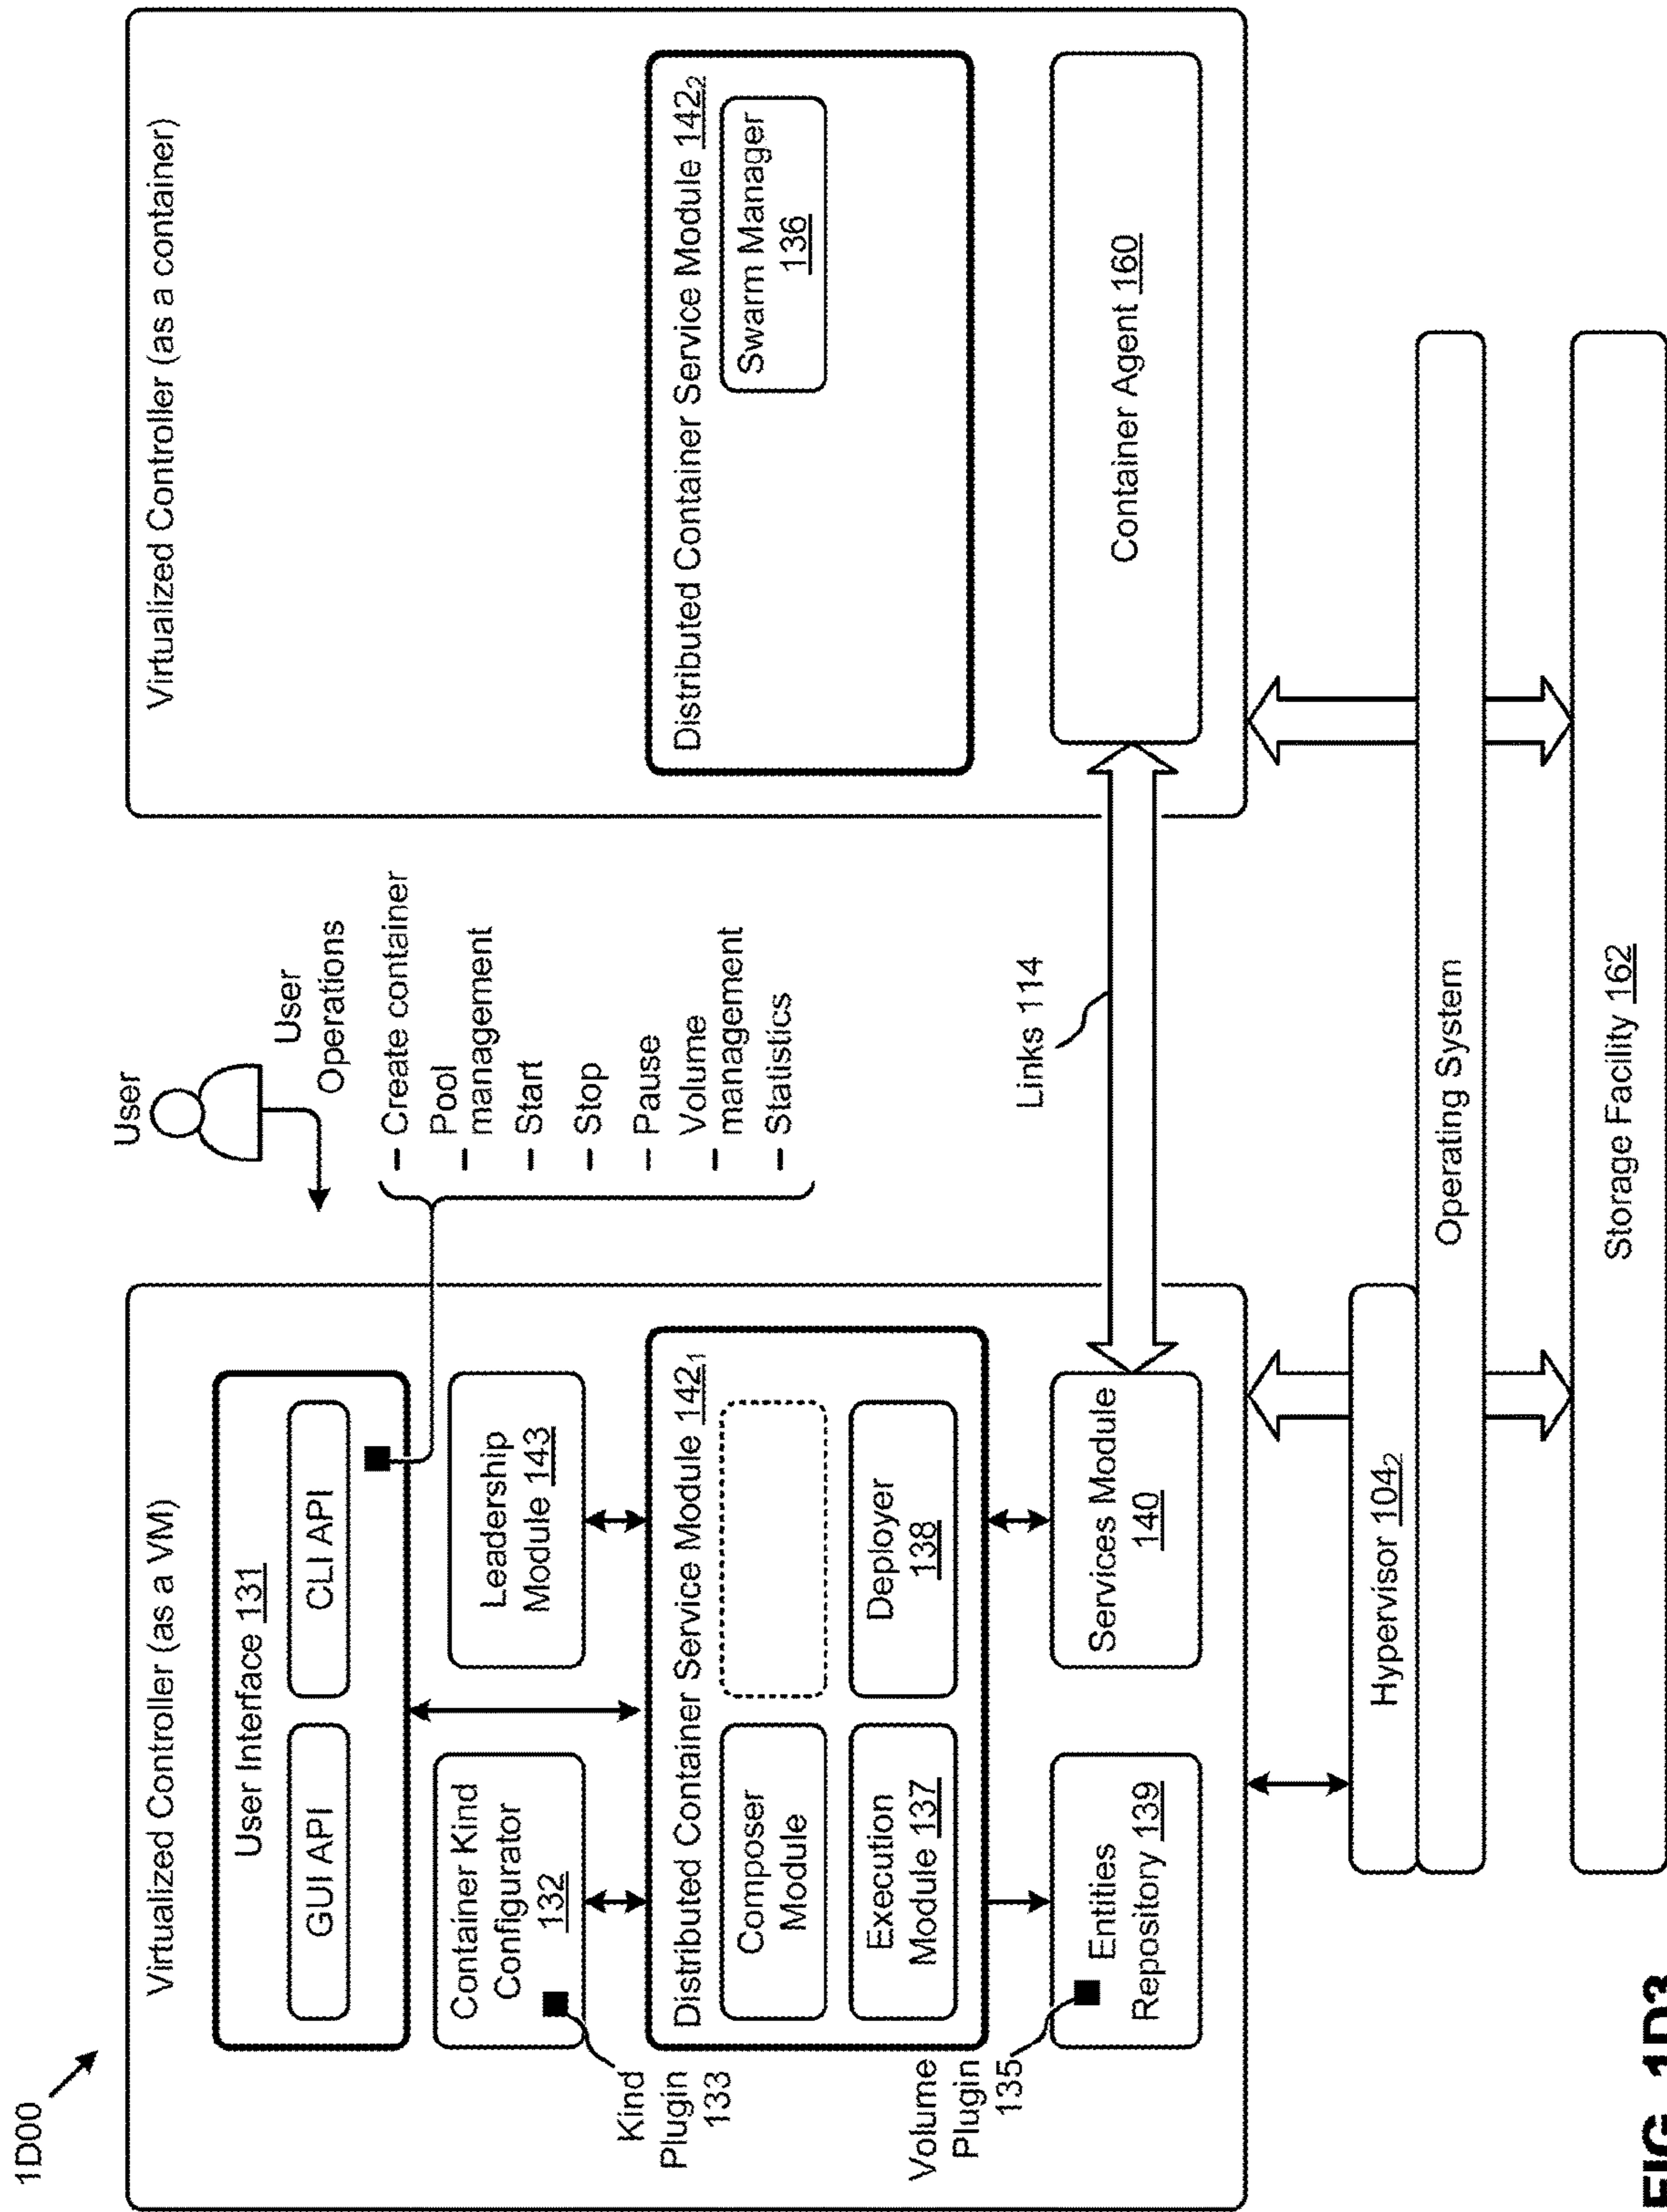 1D00
Virtualized Controller (as a VM)
User Interface 131
GUI API
CLI API
Container Kind
Configurator
132
Leadership
Module 143
Kind
Plugin
133
Distributed Container Service Module 142₁
Composer
Module
Execution
Module 137
Deployer
138
Volume
Plugin
135
Entities
Repository 139
Services Module
140
User
User
Operations
- Create container
- Pool
management
- Start
- Stop
- Pause
- Volume
management
- Statistics
Links 114
Virtualized Controller (as a container)
Distributed Container Service Module 142₂
Swarm Manager
136
Container Agent 160
Hypervisor 104₂
Operating System
Storage Facility 162
FIG. 1D3